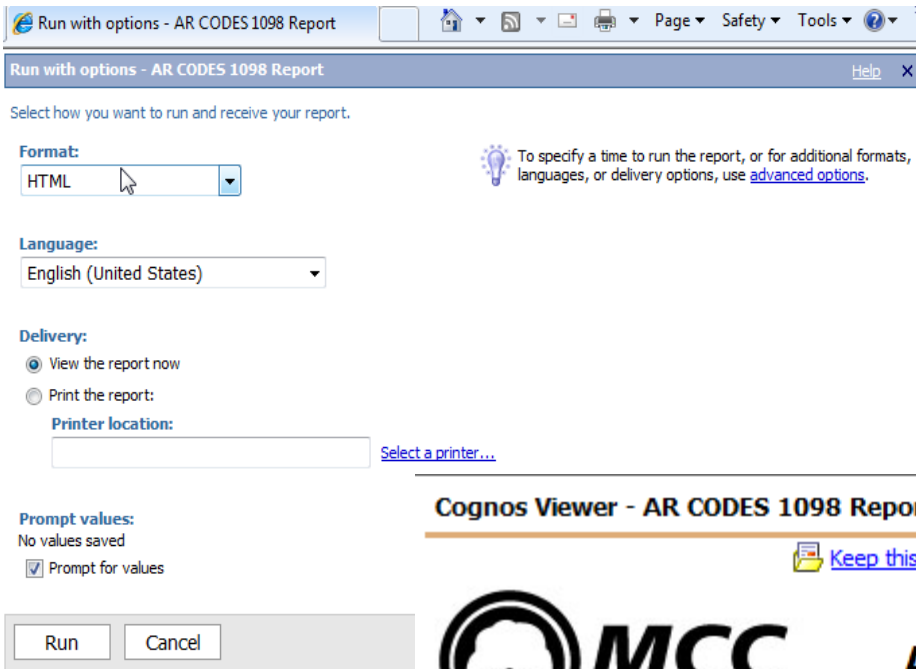 Run with options - AR CODES 1098 Report
Page Safety Tools
Run with options - AR CODES 1098 Report Help X
Select how you want to run and receive your report.
Format:
HTML
To specify a time to run the report, or for additional formats,
languages, or delivery options, use advanced options.
Language:
English (United States)
Delivery:
View the report now
Print the report:
Printer location:
Select a printer...
Cognos Viewer - AR CODES 1098 Repor
Prompt values:
No values saved
Keep this
Prompt for values
Run Cancel
MCC